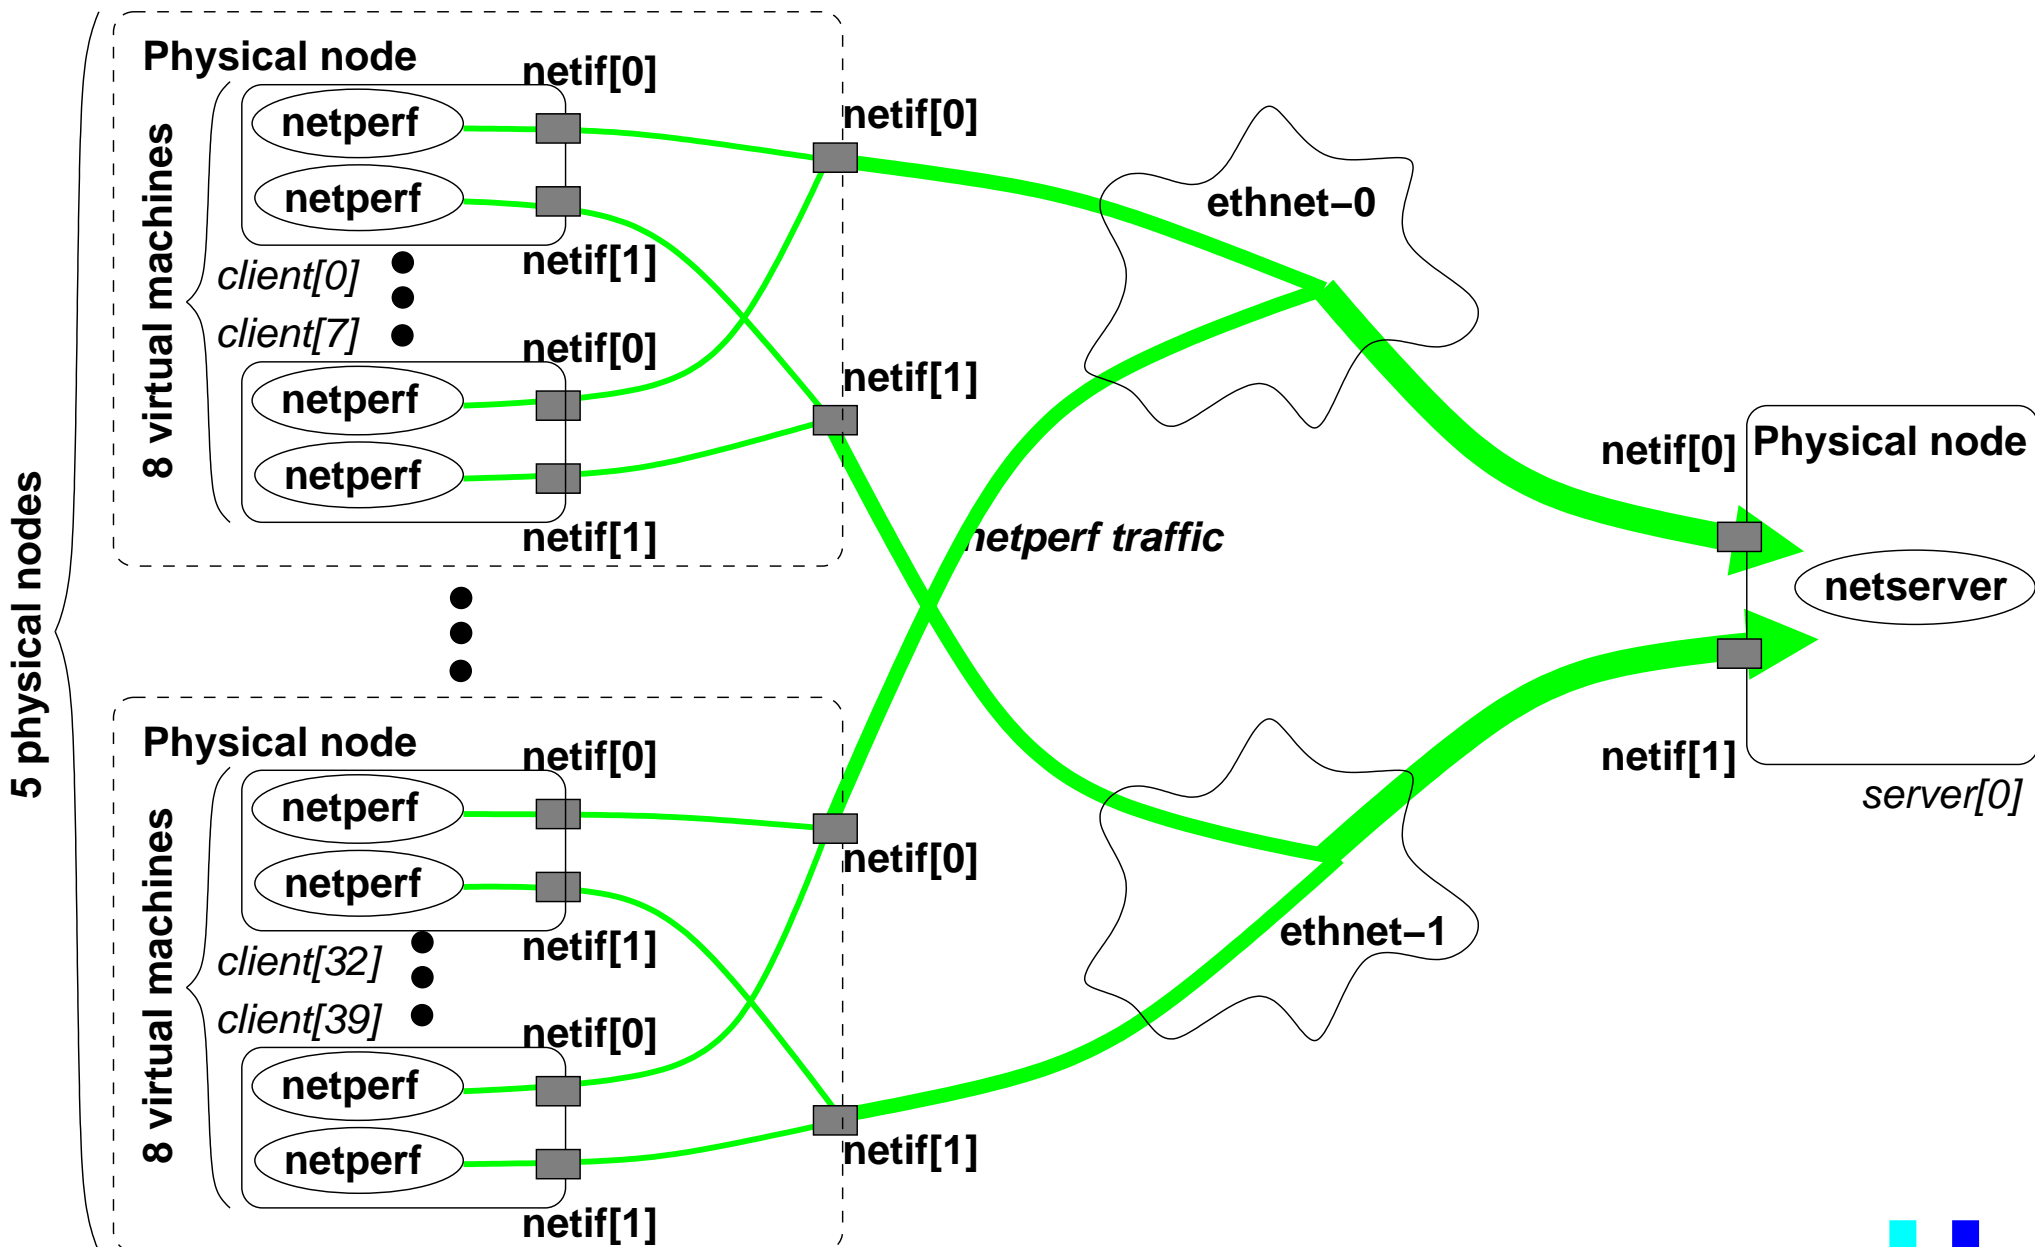 5 physical nodes
Physical node
8 virtual machines
netif[0]
netperf
netperf
netif[1]
client[0]
client[7]
netif[0]
netperf
netperf
netif[1]
netif[0]
netif[1]
Physical node
8 virtual machines
netif[0]
netperf
netperf
netif[1]
client[32]
client[39]
netif[0]
netperf
netperf
netif[1]
netif[0]
netif[1]
ethnet−0
netperf traffic
ethnet−1
netif[0]
Physical node
netserver
netif[1]
server[0]